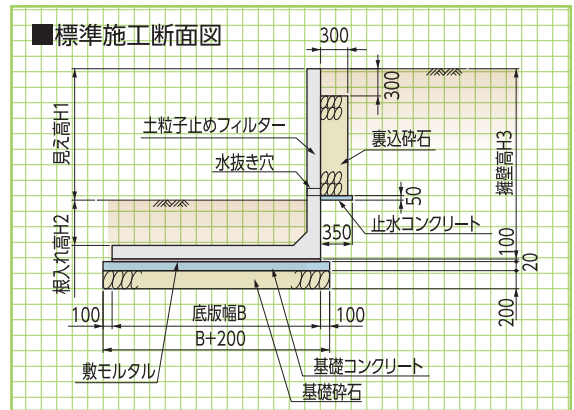 ■標準施工断面図
300
300
見え高H1
土粒子止めフィルター
裏込砕石
擁壁高H3
水抜き穴
50
止水コンクリート
350
根入れ高H2
100
20
200
100
底版幅B
100
B+200
敷モルタル
基礎コンクリート
基礎砕石